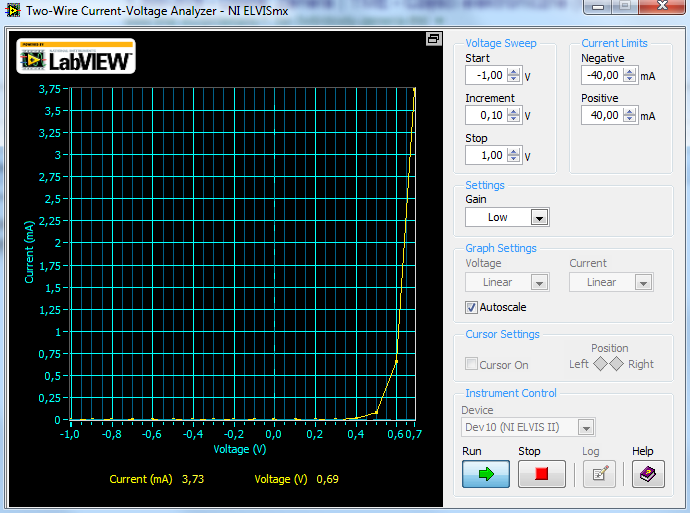 Two-Wire Current-Voltage Analyzer - NI ELVISmx
LabVIEW™
3,75
3,5
3,25
3
2,75
2,5
2,25
2
1,75
1,5
1,25
1
0,75
0,5
0,25
0
Current (mA)
-1,0 -0,8 -0,6 -0,4 -0,2 0,0 0,2 0,4 0,6 0,7
Voltage (V)
Current (mA) 3,73 Voltage (V) 0,69
Voltage Sweep
Start
-1,00 V
Increment
0,10 V
Stop
1,00 V
Current Limits
Negative
-40,00 mA
Positive
40,00 mA
Settings
Gain
Low
Graph Settings
Voltage Current
Linear Linear
Autoscale
Cursor Settings
Position
Cursor On Left Right
Instrument Control
Device
Dev10 (NI ELVIS II)
Run Stop Log Help